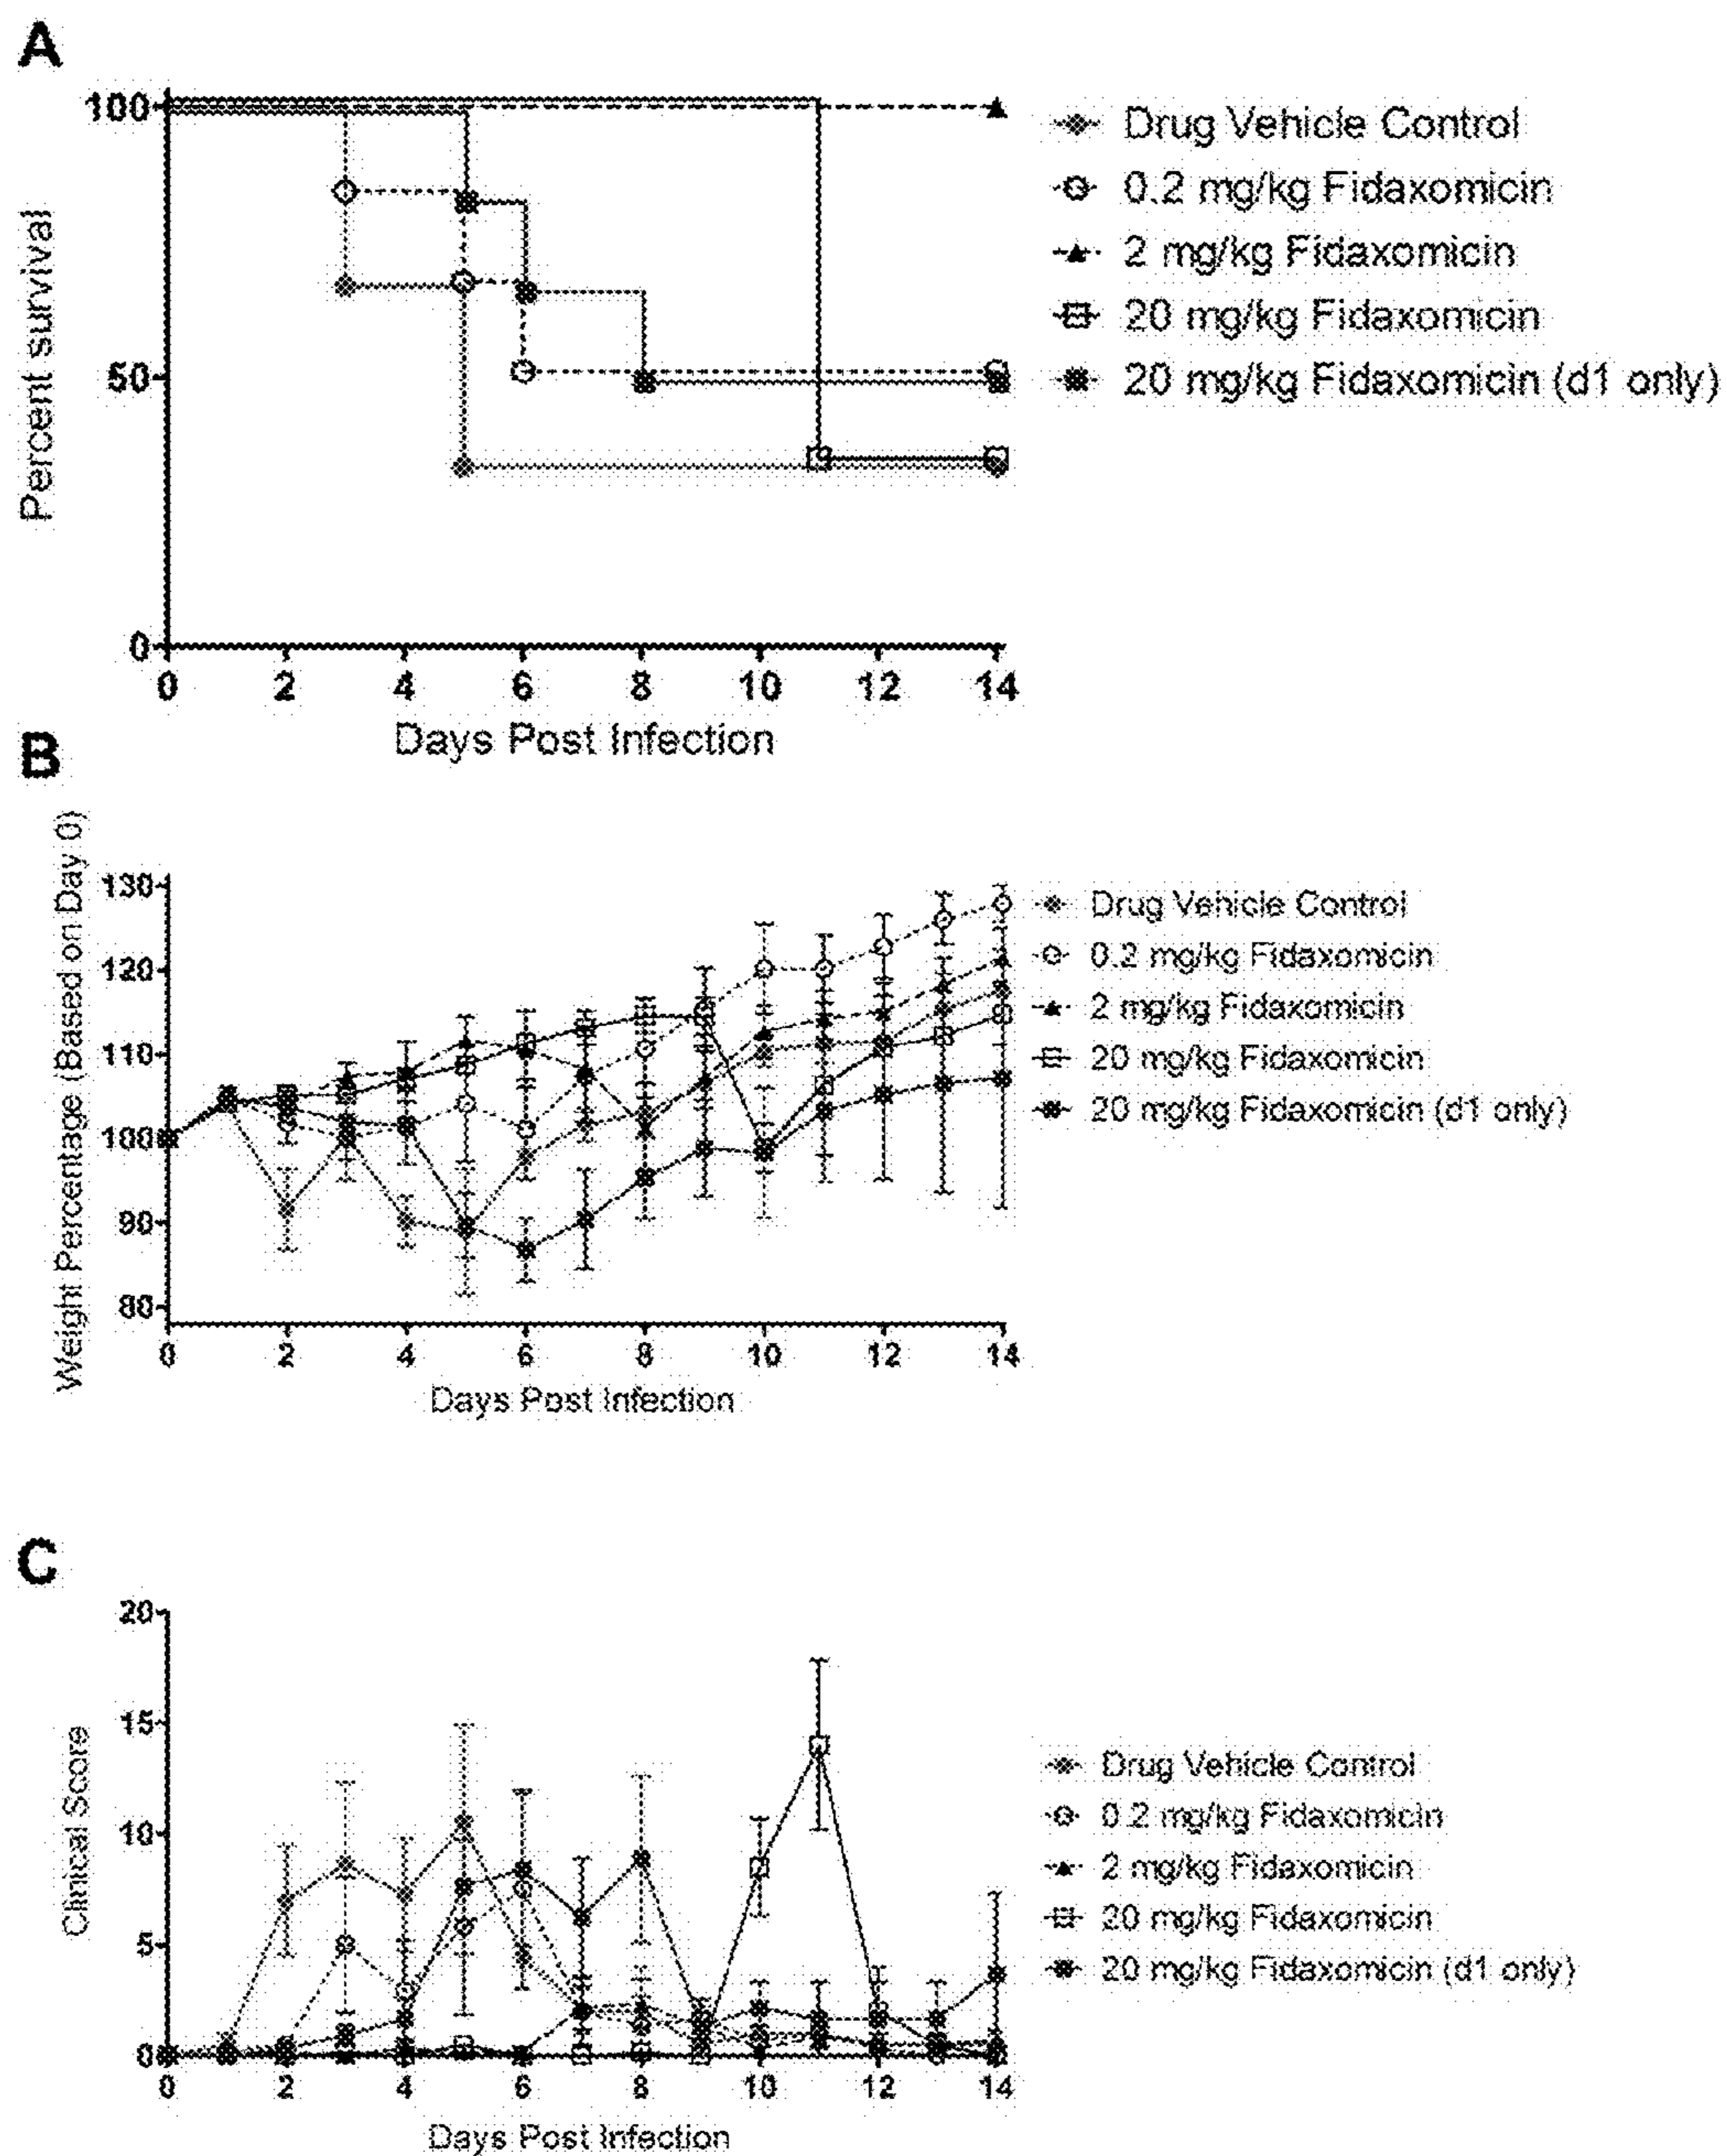 A
100
50
0
Percent survival
0 2 4 6 8 10 12 14
Days Post Infection
Drug Vehicle Control
0.2 mg/kg Fidaxomicin
2 mg/kg Fidaxomicin
20 mg/kg Fidaxomicin
20 mg/kg Fidaxomicin (d1 only)
B
130
120
110
100
90
80
Weight Percentage (Based on Day 0)
0 2 4 6 8 10 12 14
Days Post Infection
Drug Vehicle Control
0.2 mg/kg Fidaxomicin
2 mg/kg Fidaxomicin
20 mg/kg Fidaxomicin
20 mg/kg Fidaxomicin (d1 only)
C
20
15
10
5
0
Clinical Score
0 2 4 6 8 10 12 14
Days Post Infection
Drug Vehicle Control
0.2 mg/kg Fidaxomicin
2 mg/kg Fidaxomicin
20 mg/kg Fidaxomicin
20 mg/kg Fidaxomicin (d1 only)